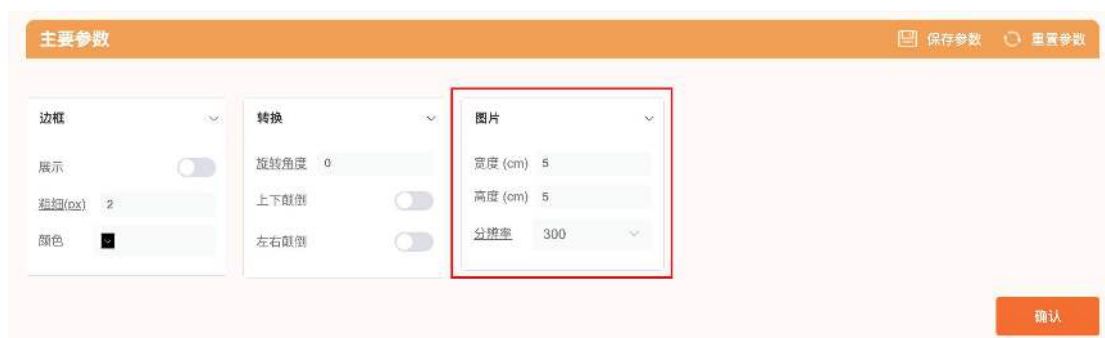 主要参数
保存参数 重置参数
边框
展示
粗细(px) 2
颜色
转换
旋转角度 0
上下颠倒
左右颠倒
图片
宽度 (cm) 5
高度 (cm) 5
分辨率 300
确认